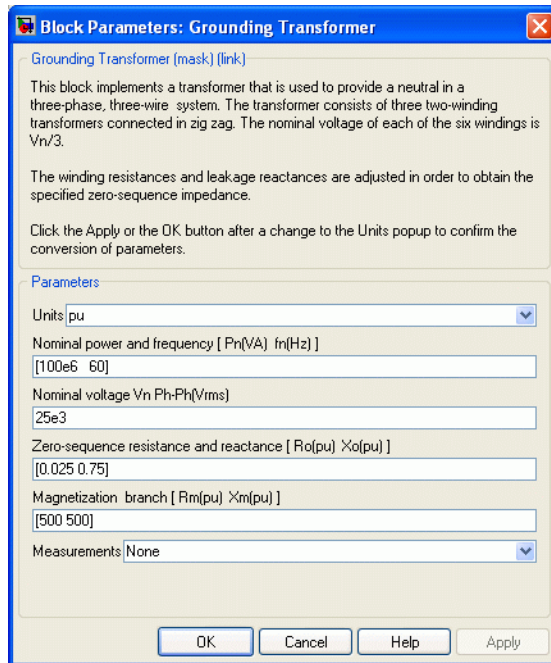 Block Parameters: Grounding Transformer
Grounding Transformer (mask) (link)
This block implements a transformer that is used to provide a neutral in a
three-phase, three-wire system. The transformer consists of three two-winding
transformers connected in zig zag. The nominal voltage of each of the six windings is
Vn/3.
The winding resistances and leakage reactances are adjusted in order to obtain the
specified zero-sequence impedance.
Click the Apply or the OK button after a change to the Units popup to confirm the
conversion of parameters.
Parameters
Units pu
Nominal power and frequency [ Pn(VA) fn(Hz) ]
[100e6 60]
Nominal voltage Vn Ph-Ph(Vrms)
25e3
Zero-sequence resistance and reactance [ Ro(pu) Xo(pu) ]
[0.025 0.75]
Magnetization branch [ Rm(pu) Xm(pu) ]
[500 500]
Measurements None
OK Cancel Help Apply